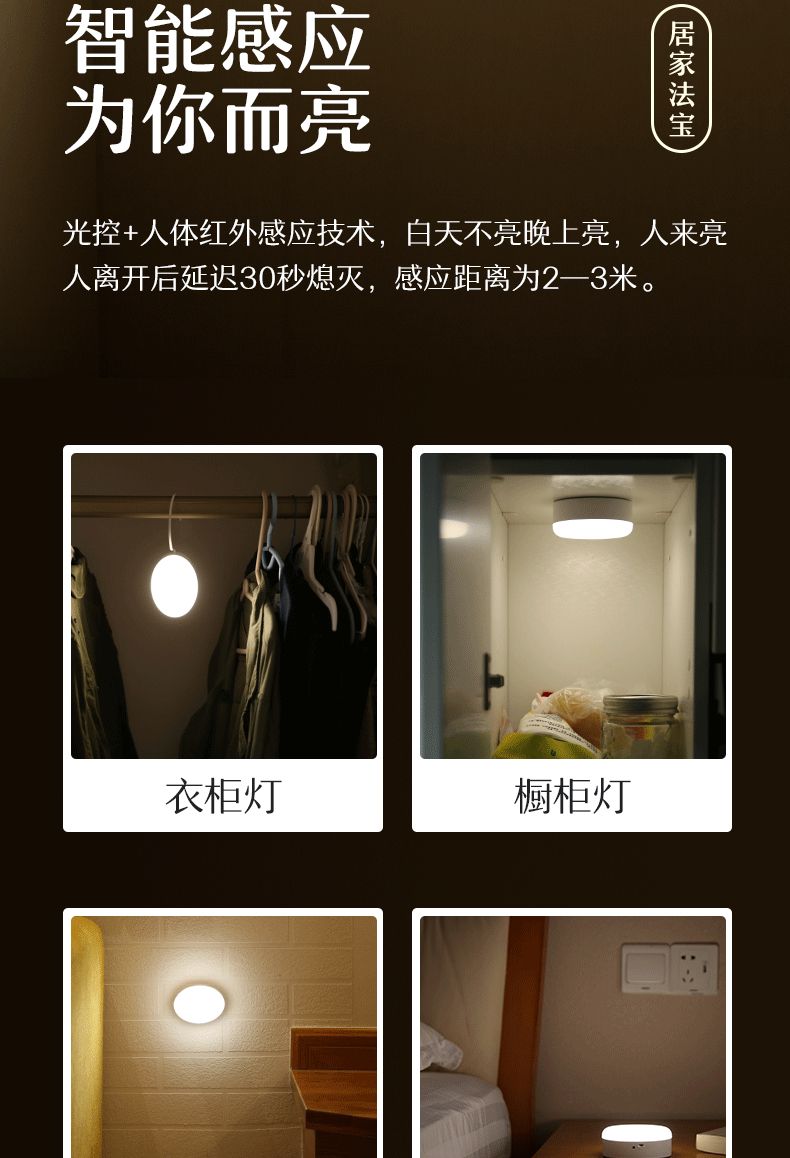 智能感应
为你而亮
居家法宝
光控+人体红外感应技术，白天不亮晚上亮，人来亮
人离开后延迟30秒熄灭，感应距离为2—3米。
衣柜灯
橱柜灯